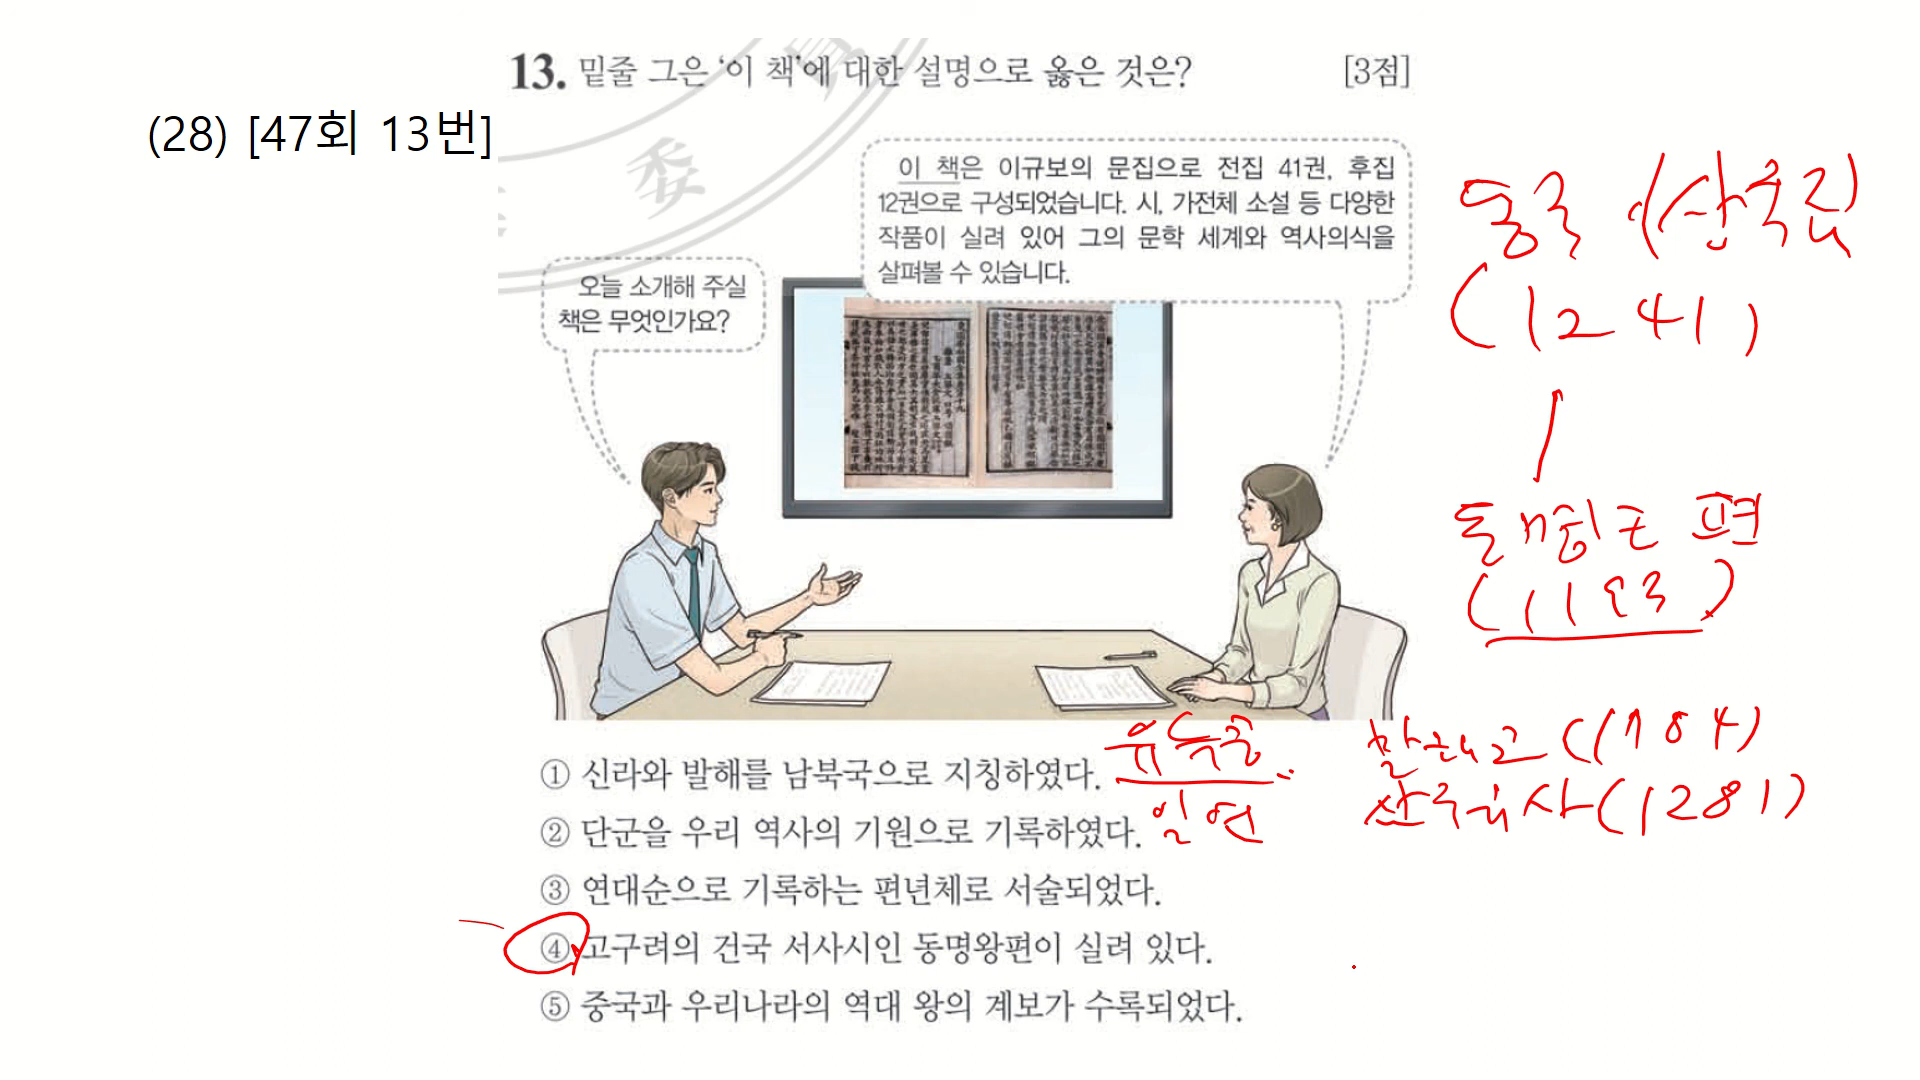 13. 밑줄 그은 ‘이 책’에 대한 설명으로 옳은 것은? [3점]
(28) [47회 13번]
이 책은 이규보의 문집으로 전집 41권, 후집
12권으로 구성되었습니다. 시, 가전체 소설 등 다양한
작품이 실려 있어 그의 문학 세계와 역사의식을
살펴볼 수 있습니다.
오늘 소개해 주실
책은 무엇인가요?
동국
(1241)
편
(1193)
① 신라와 발해를 남북국으로 지칭하였다.
유득공
발해고 (1784)
② 단군을 우리 역사의 기원으로 기록하였다.
일연
삼국유사 (1281)
③ 연대순으로 기록하는 편년체로 서술되었다.
④ 고구려의 건국 서사시인 동명왕편이 실려 있다.
⑤ 중국과 우리나라의 역대 왕의 계보가 수록되었다.